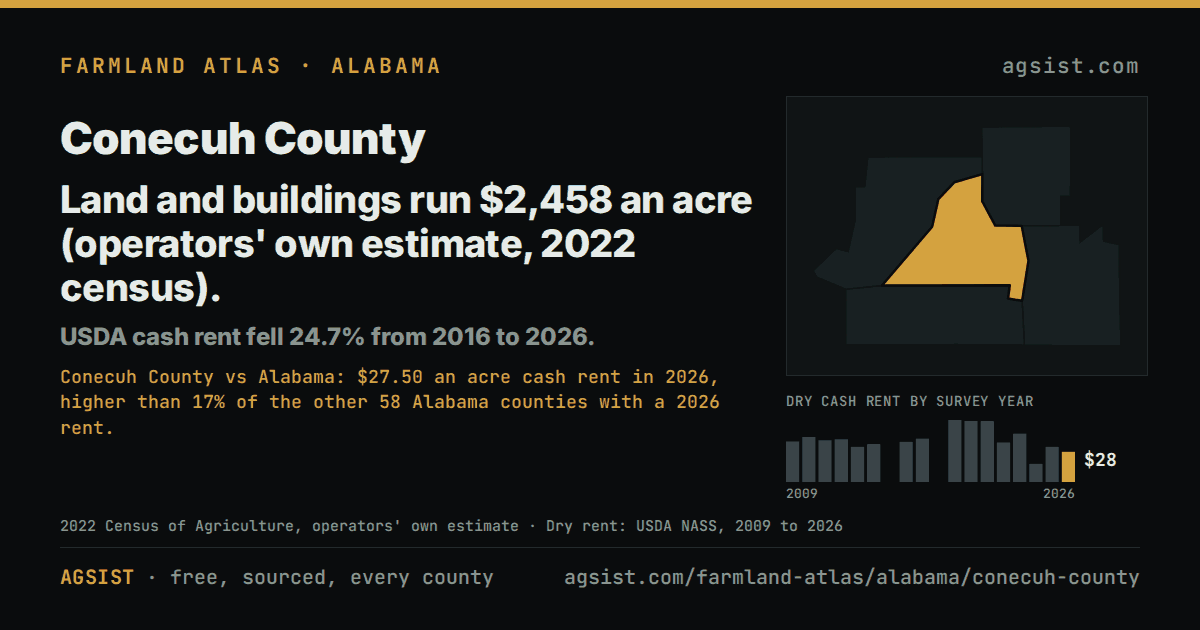 FARMLAND ATLAS · ALABAMA
agsist.com
Conecuh County
Land and buildings run $2,458 an acre
(operators' own estimate, 2022
census).
USDA cash rent fell 24.7% from 2016 to 2026.
Conecuh County vs Alabama: $27.50 an acre cash rent in 2026,
higher than 17% of the other 58 Alabama counties with a 2026
rent.
DRY CASH RENT BY SURVEY YEAR
$28
2009
2026
2022 Census of Agriculture, operators' own estimate · Dry rent: USDA NASS, 2009 to 2026
AGSIST · free, sourced, every county
agsist.com/farmland-atlas/alabama/conecuh-county